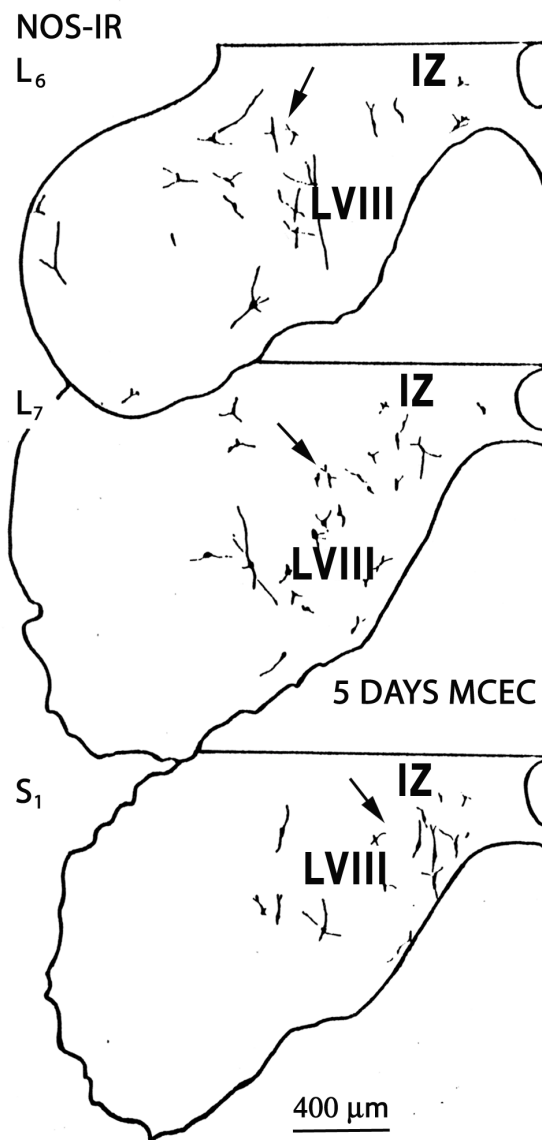 NOS-IR
L6
IZ
LVIII
L7
IZ
LVIII
5 DAYS MCEC
S1
IZ
LVIII
400 µm